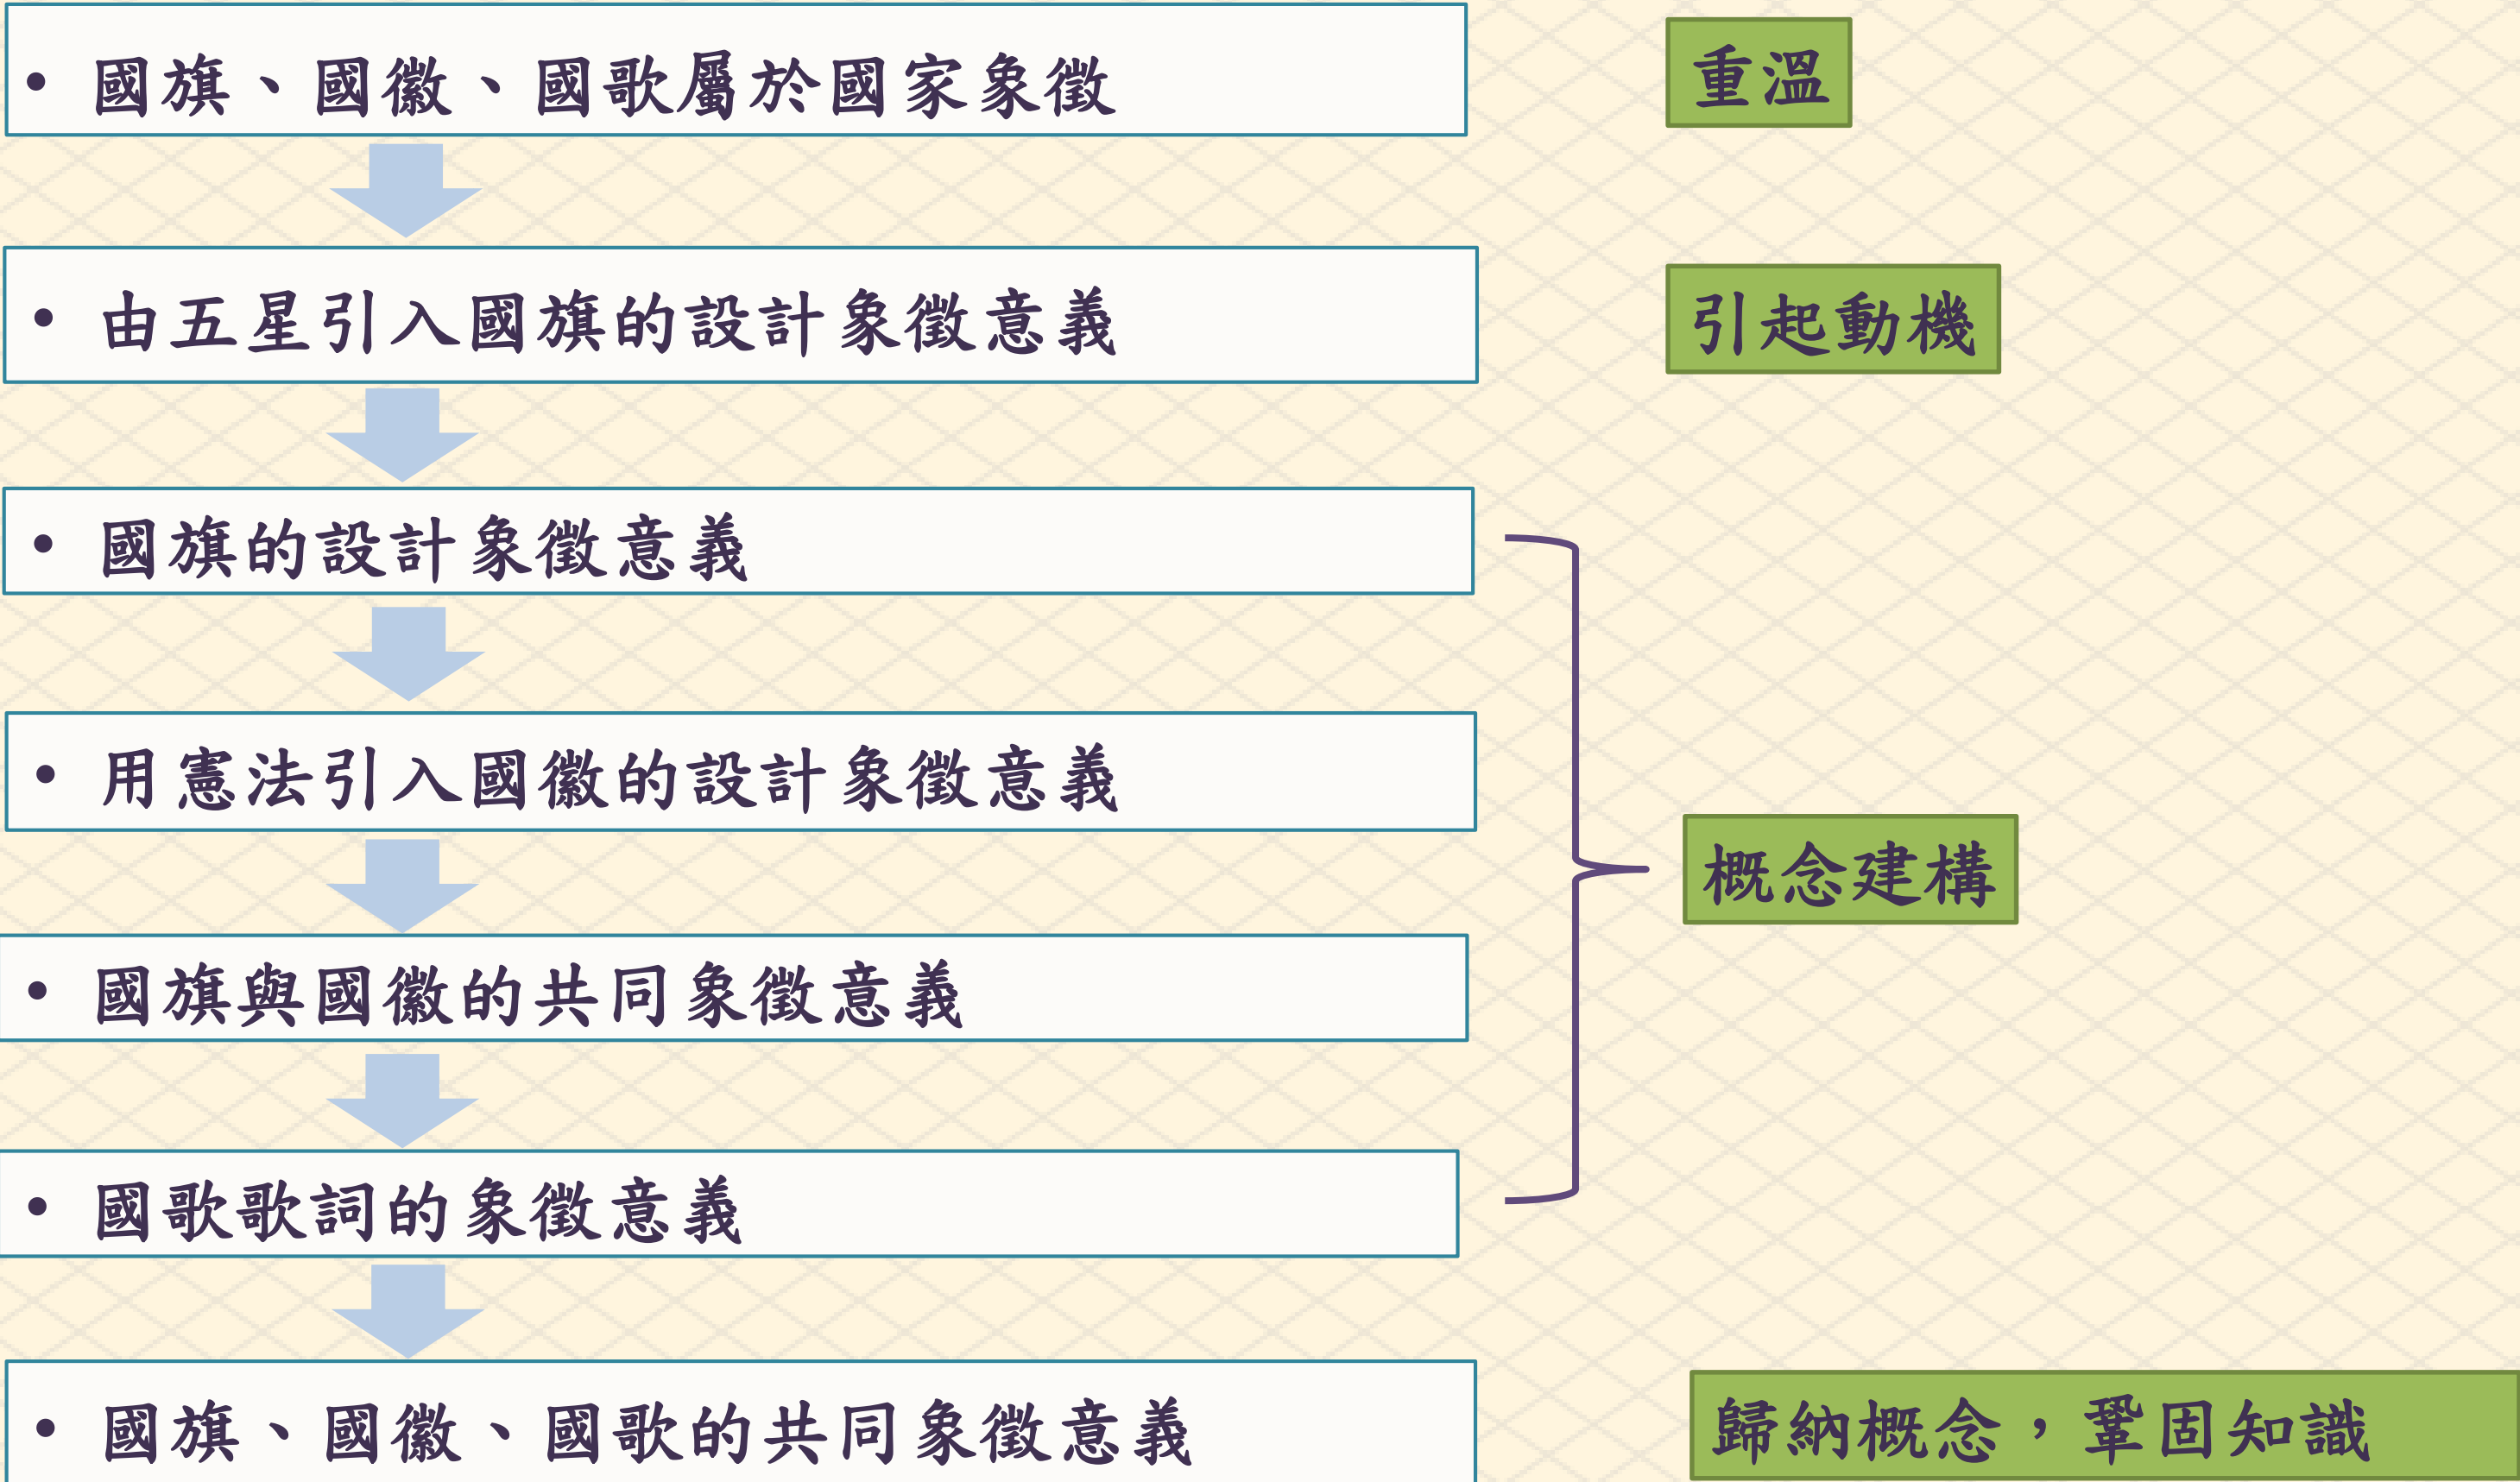 • 國旗、國徽、國歌屬於國家象徵
重溫
• 由五星引入國旗的設計象徵意義
引起動機
• 國旗的設計象徵意義
• 用憲法引入國徽的設計象徵意義
概念建構
• 國旗與國徽的共同象徵意義
• 國歌歌詞的象徵意義
• 國旗、國徽、國歌的共同象徵意義
歸納概念，鞏固知識